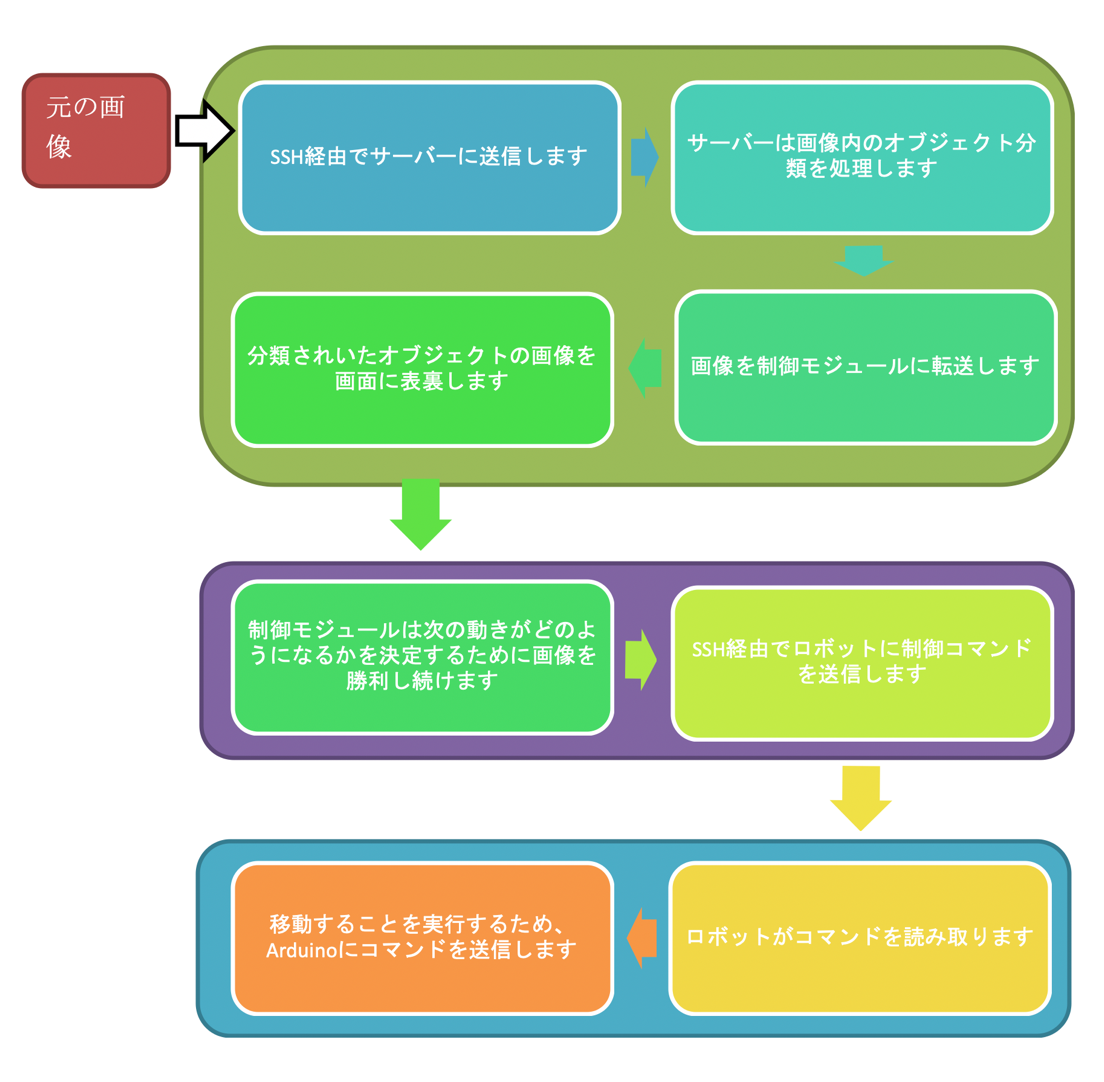 元の画
像
SSH経由でサーバーに送信します
サーバーは画像内のオブジェクト分
類を処理します
画像を制御モジュールに転送します
分類されいたオブジェクトの画像を
画面に表裏します
制御モジュールは次の動きがどのよ
うになるかを決定するために画像を
勝利し続けます
SSH経由でロボットに制御コマンド
を送信します
ロボットがコマンドを読み取ります
移動することを実行するため、
Arduinoにコマンドを送信します